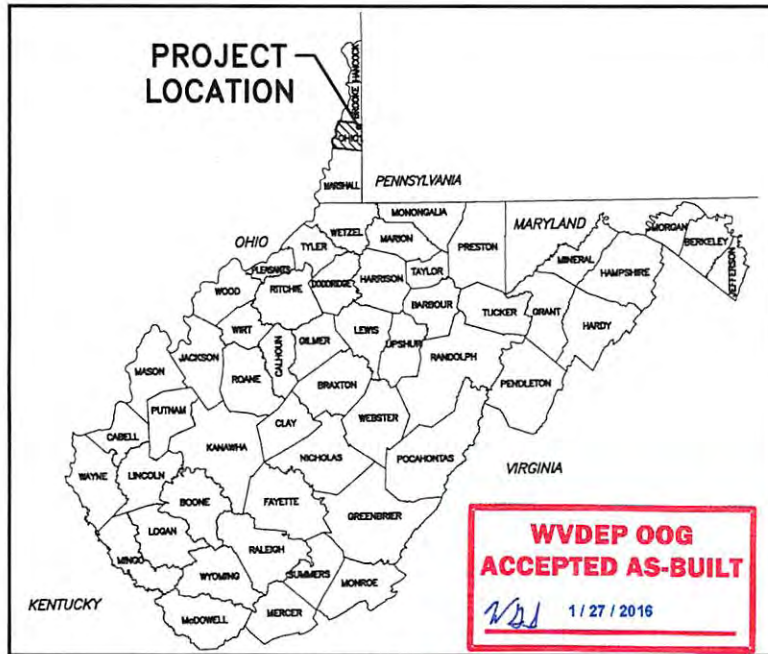 PROJECT
LOCATION
HANCOCK
BROOKE
OHIO
MARSHALL
PENNSYLVANIA
MONONGALIA
MARYLAND
MORGAN
WETZEL
BERKELEY
OHIO
MARION
PRESTON
JEFFERSON
TYLER
MINERAL
PLEASANTS
TAYLOR
HAMPSHIRE
WOOD
DODDRIDGE
HARRISON
RITCHIE
BARBOUR
TUCKER
GRANT
WIRT
LEWIS
HARDY
GILMER
UPSHUR
CALHOUN
JACKSON
RANDOLPH
MASON
ROANE
BRAXTON
PENDLETON
PUTNAM
WEBSTER
CLAY
CABELL
KANAWHA
POCAHONTAS
NICHOLAS
VIRGINIA
WAYNE
LINCOLN
BOONE
FAYETTE
GREENBRIER
LOGAN
RALEIGH
MINGO
SUMMERS
WYOMING
MONROE
KENTUCKY
MERCER
McDOWELL
WVDEP OOG
ACCEPTED AS-BUILT
1 / 27 / 2016